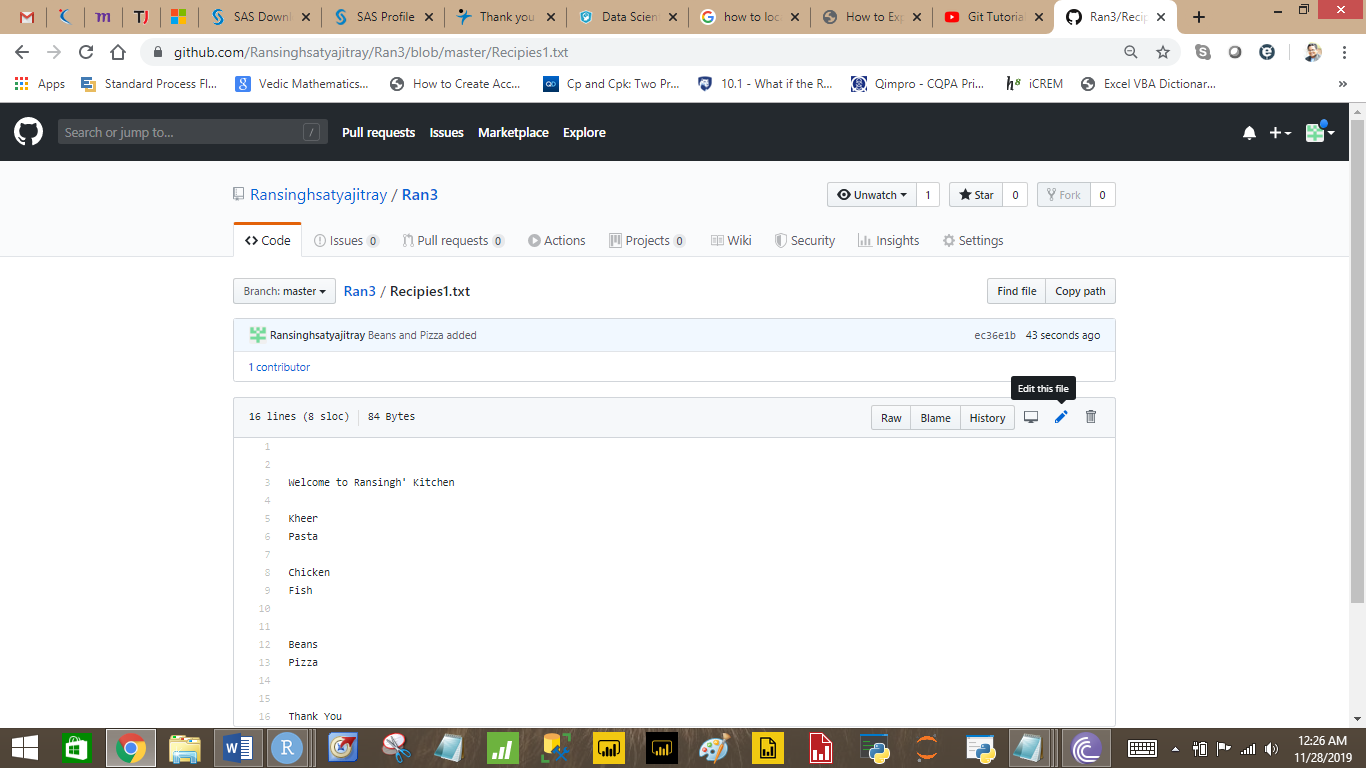 SAS Downl
SAS Profile
Thank you
Data Scien
how to loc
How to Exp
Git Tutoria
Ran3/Recip
github.com/Ransinghsatyajitray/Ran3/blob/master/Recipies1.txt
Apps
Standard Process Fl...
Vedic Mathematics...
How to Create Acc...
Cp and Cpk: Two Pr...
10.1 - What if the R...
Qimpro - CQPA Pri...
iCREM
Excel VBA Dictionar...
»
Search or jump to...
/
Pull requests
Issues
Marketplace
Explore
Ransinghsatyajitray / Ran3
Unwatch 1
Star 0
Fork 0
Code
Issues 0
Pull requests 0
Actions
Projects 0
Wiki
Security
Insights
Settings
Branch: master
Ran3 / Recipies1.txt
Find file
Copy path
Ransinghsatyajitray Beans and Pizza added
ec36e1b 43 seconds ago
1 contributor
Edit this file
16 lines (8 sloc) 84 Bytes
Raw
Blame
History
1
2
3 Welcome to Ransingh' Kitchen
4
5 Kheer
6 Pasta
7
8 Chicken
9 Fish
10
11
12 Beans
13 Pizza
14
15
16 Thank You
12:26 AM
11/28/2019